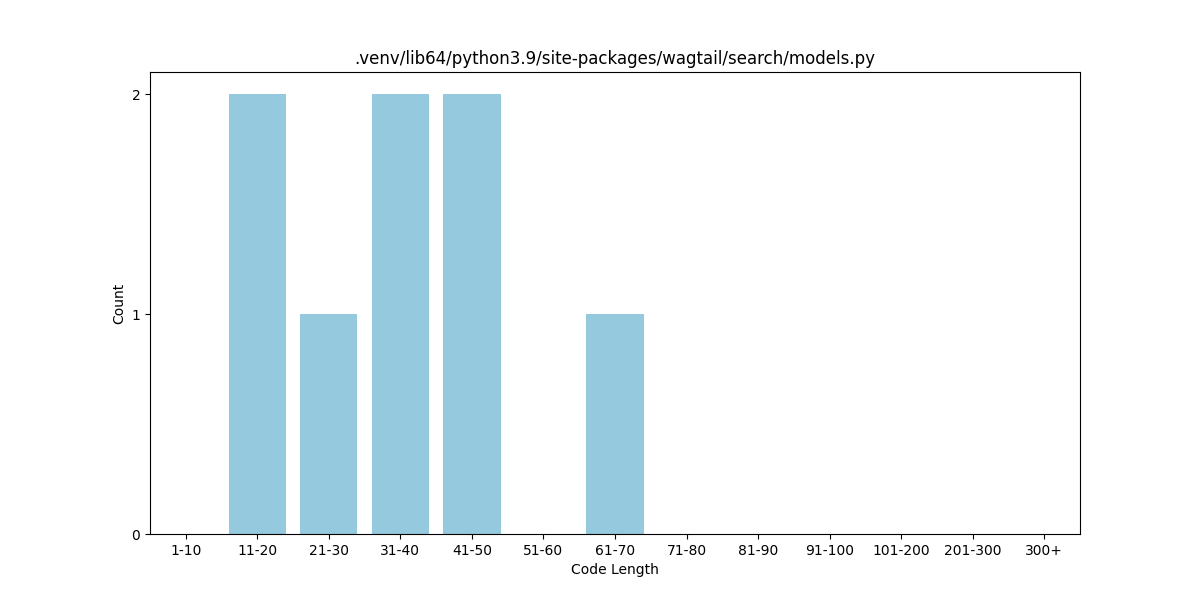 .venv/lib64/python3.9/site-packages/wagtail/search/models.py
2
1
0
Count
1-10 11-20 21-30 31-40 41-50 51-60 61-70 71-80 81-90 91-100 101-200 201-300 300+
Code Length